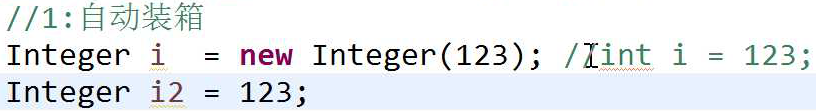 //1:自动装箱
Integer i  = new Integer(123); //int i = 123;
Integer i2 = 123;